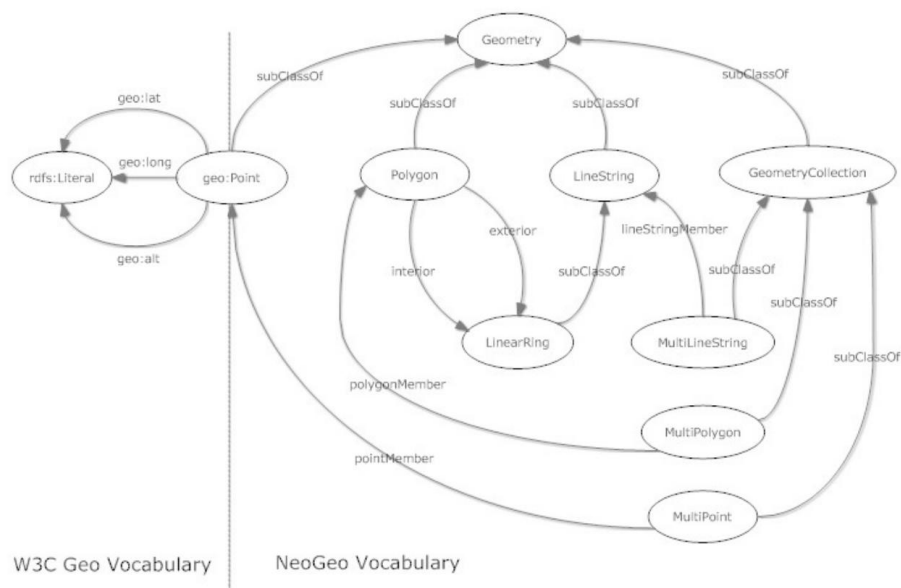 Geometry
subClassOf
subClassOf
geo:lat
subClassOf
subClassOf
geo:long
rdfs:Literal
geo:Point
Polygon
LineString
GeometryCollection
lineStringMember
exterior
geo:alt
interior
subClassOf
subClassOf
subClassOf
LinearRing
MultiLineString
subClassOf
polygonMember
MultiPolygon
pointMember
MultiPoint
W3C Geo Vocabulary
NeoGeo Vocabulary